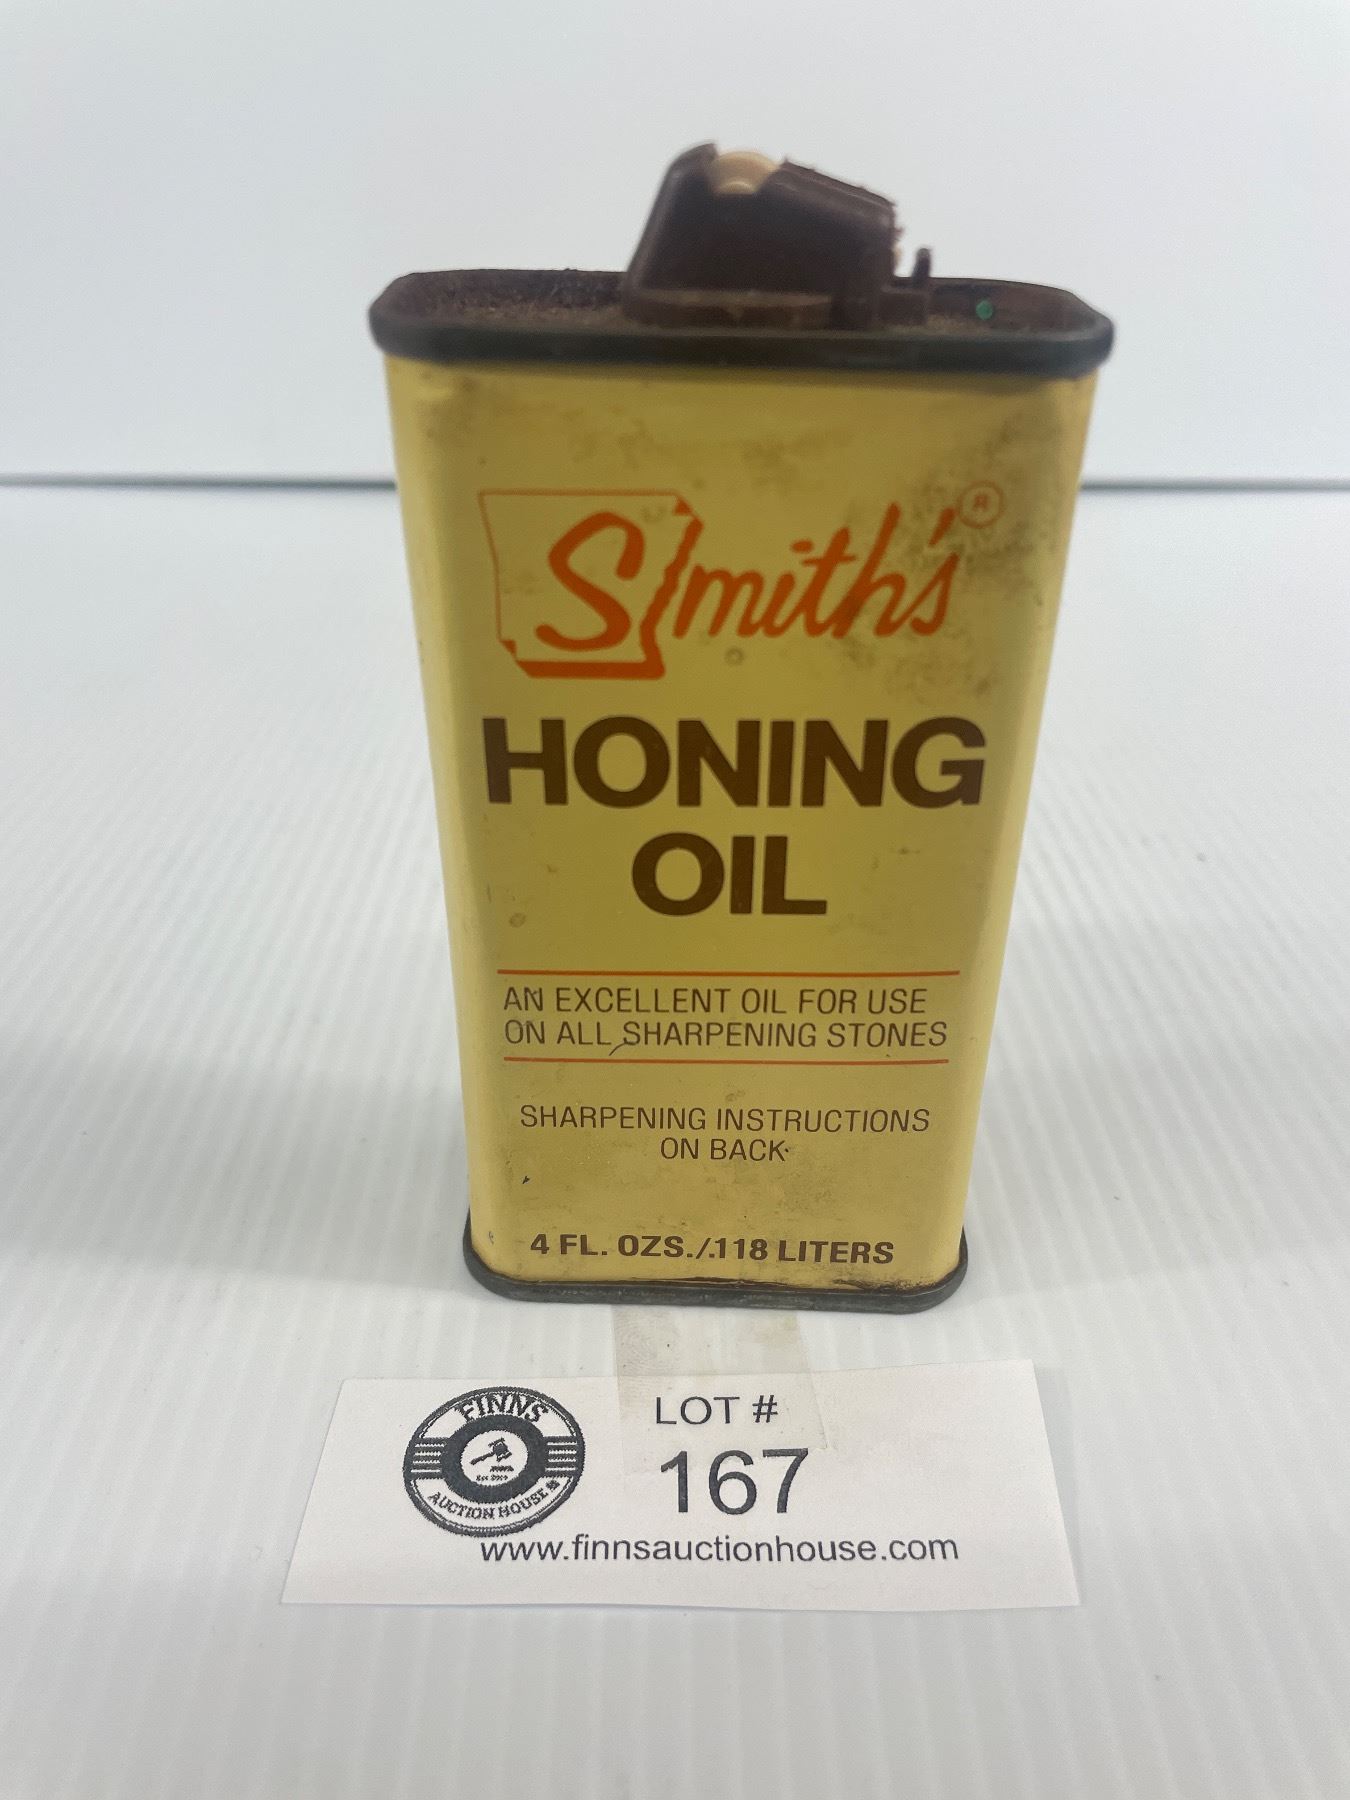 Smith's®
HONING
OIL
AN EXCELLENT OIL FOR USE
ON ALL SHARPENING STONES
SHARPENING INSTRUCTIONS
ON BACK
4 FL. OZS./.118 LITERS
FINNS
AUCTION HOUSE
LOT #
167
www.finnsauctionhouse.com